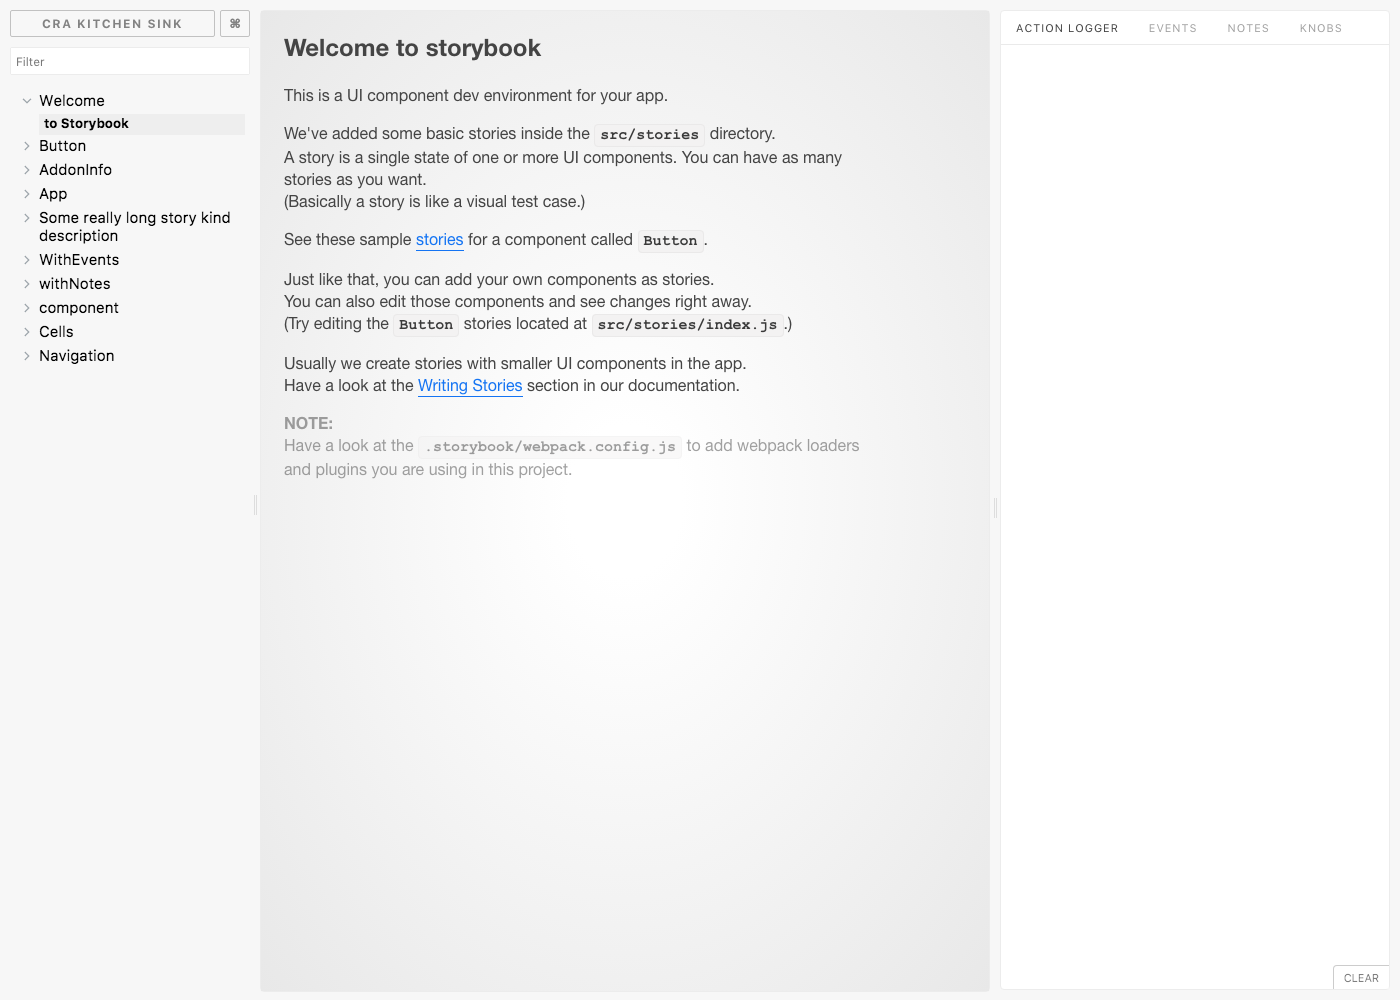 CRA KITCHEN SINK
⌘
Filter
Welcome
to Storybook
Button
AddonInfo
App
Some really long story kind
description
WithEvents
withNotes
component
Cells
Navigation
Welcome to storybook
This is a UI component dev environment for your app.
We've added some basic stories inside the src/stories directory.
A story is a single state of one or more UI components. You can have as many
stories as you want.
(Basically a story is like a visual test case.)
See these sample stories for a component called Button.
Just like that, you can add your own components as stories.
You can also edit those components and see changes right away.
(Try editing the Button stories located at src/stories/index.js.)
Usually we create stories with smaller UI components in the app.
Have a look at the Writing Stories section in our documentation.
NOTE:
Have a look at the .storybook/webpack.config.js to add webpack loaders
and plugins you are using in this project.
ACTION LOGGER EVENTS NOTES KNOBS
CLEAR